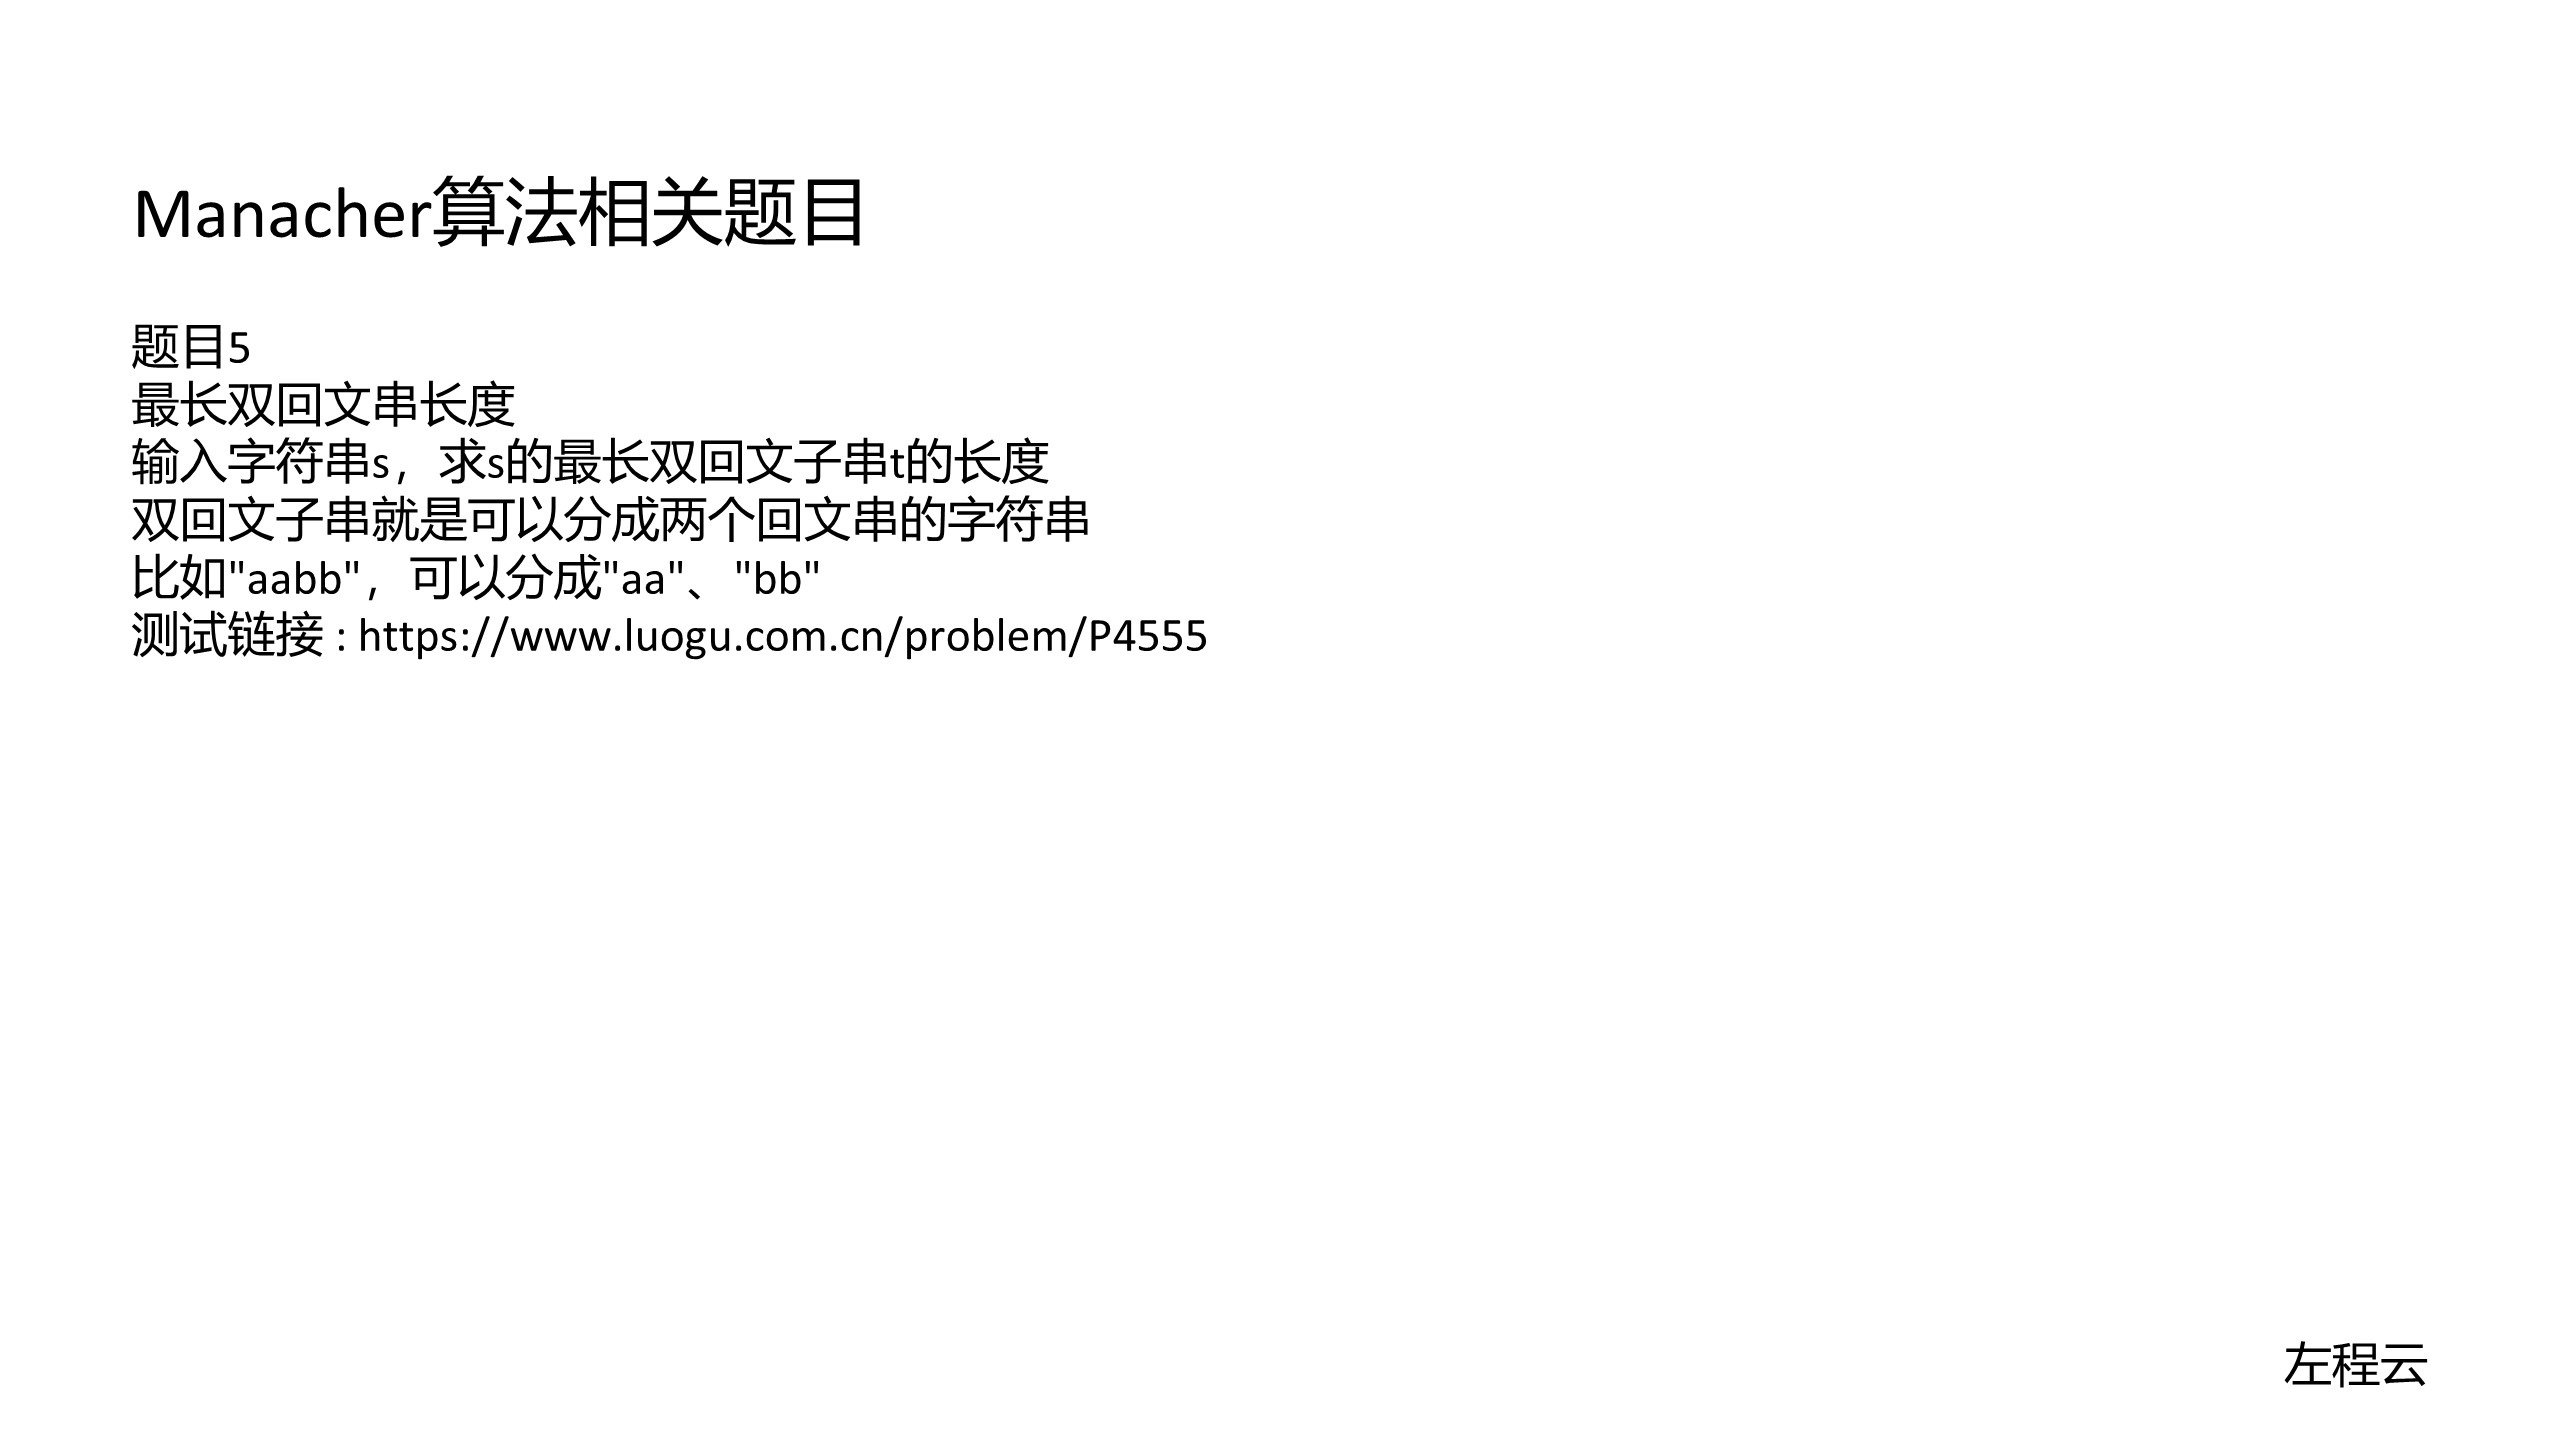 Manacher算法相关题目
题目5
最长双回文串长度
输入字符串s，求s的最长双回文子串t的长度
双回文子串就是可以分成两个回文串的字符串
比如"aabb"，可以分成"aa"、"bb"
测试链接 : https://www.luogu.com.cn/problem/P4555
左程云